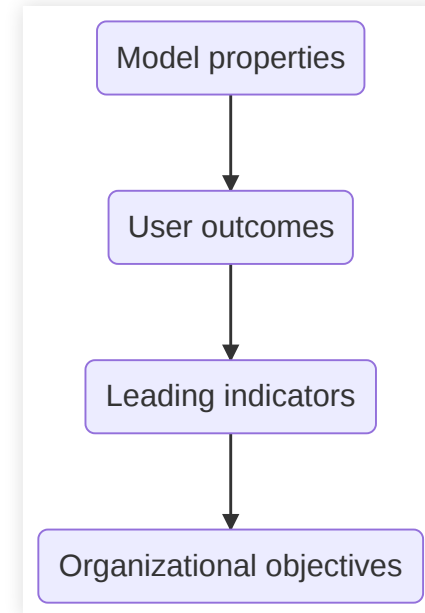 Model properties
User outcomes
Leading indicators
Organizational objectives